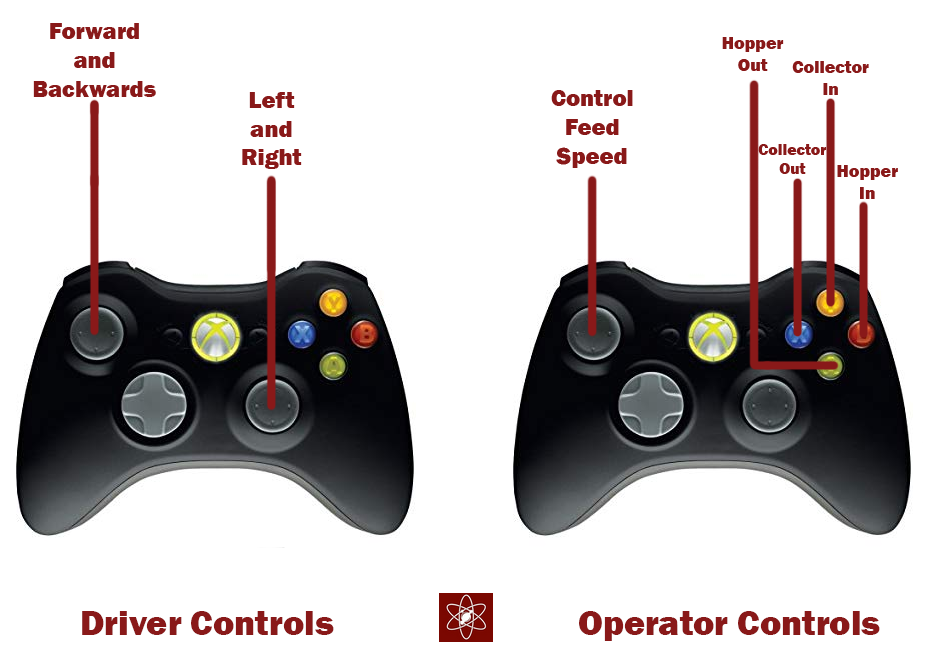 Forward
and
Backwards
Left
and
Right
Y
X
B
A
Driver Controls
Control
Feed
Speed
Hopper
Out
Collector
In
Collector
Out
Hopper
In
X
Operator Controls